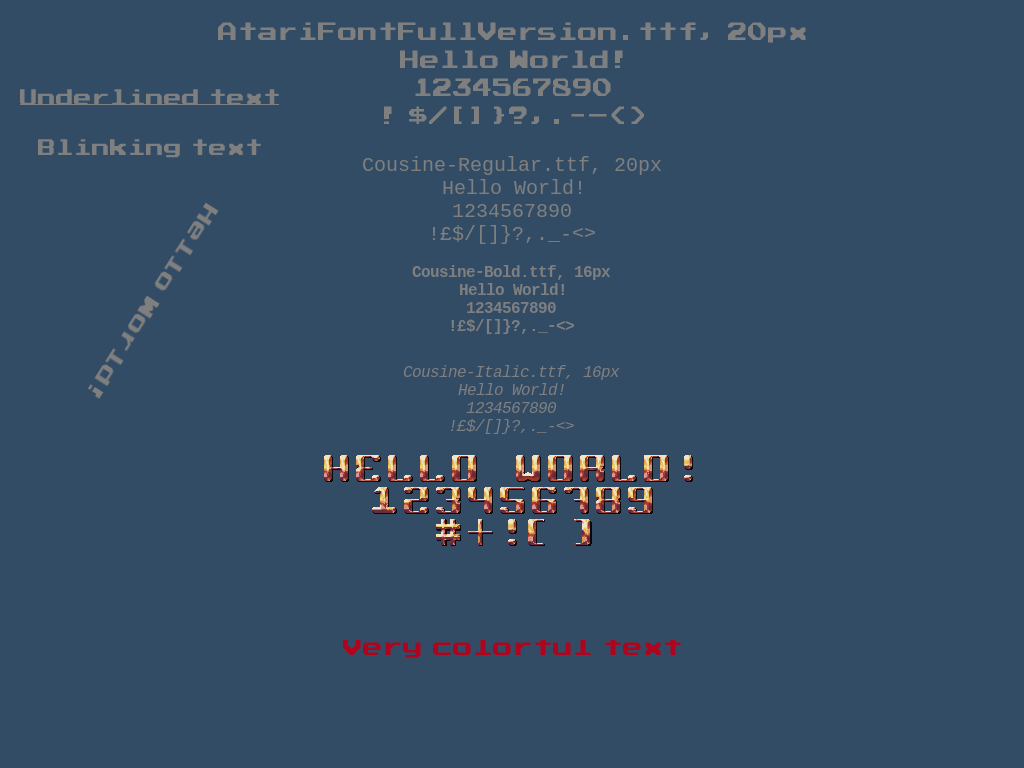 AtariFontFullVersion.ttf, 20px
Hello World!
1234567890
! $/[]}?,.-—<>
Underlined text
Blinking text
Hello World!
Cousine-Regular.ttf, 20px
Hello World!
1234567890
!£$/[]}?,._-<>
Cousine-Bold.ttf, 16px
Hello World!
1234567890
!£$/[]}?,._-<>
Cousine-Italic.ttf, 16px
Hello World!
1234567890
!£$/[]}?,._-<>
HELLO WORLD!
123456789
#+![ ]
Very colorful text